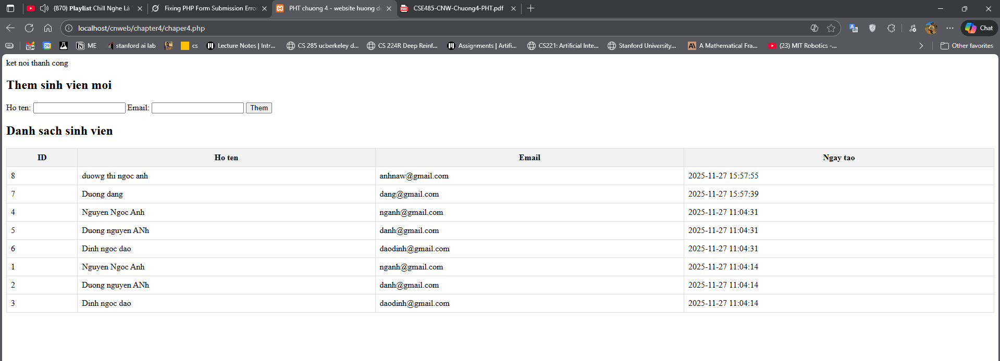 (870) Playlist Chill Nghe Là
Fixing PHP Form Submission Erro
PHT chuong 4 - website huong d
CSE485-CNW-Chuong4-PHT.pdf
localhost/cnweb/chapter4/chaper4.php
Chat
100+
29
ME
stanford ai lab
cs
Lecture Notes | Intr...
CS 285 ucberkeley d...
CS 224R Deep Reinf...
Assignments | Artifi...
CS221: Artificial Inte...
Stanford University...
A Mathematical Fra...
(23) MIT Robotics -...
Other favorites
ket noi thanh cong
Them sinh vien moi
Ho ten: Email: Them
Danh sach sinh vien
ID Ho ten Email Ngay tao
8 duowg thi ngoc anh anhnaw@gmail.com 2025-11-27 15:57:55
7 Duong dang dang@gmail.com 2025-11-27 15:57:39
4 Nguyen Ngoc Anh nganh@gmail.com 2025-11-27 11:04:31
5 Duong nguyen ANh danh@gmail.com 2025-11-27 11:04:31
6 Dinh ngoc dao daodinh@gmail.com 2025-11-27 11:04:31
1 Nguyen Ngoc Anh nganh@gmail.com 2025-11-27 11:04:14
2 Duong nguyen ANh danh@gmail.com 2025-11-27 11:04:14
3 Dinh ngoc dao daodinh@gmail.com 2025-11-27 11:04:14